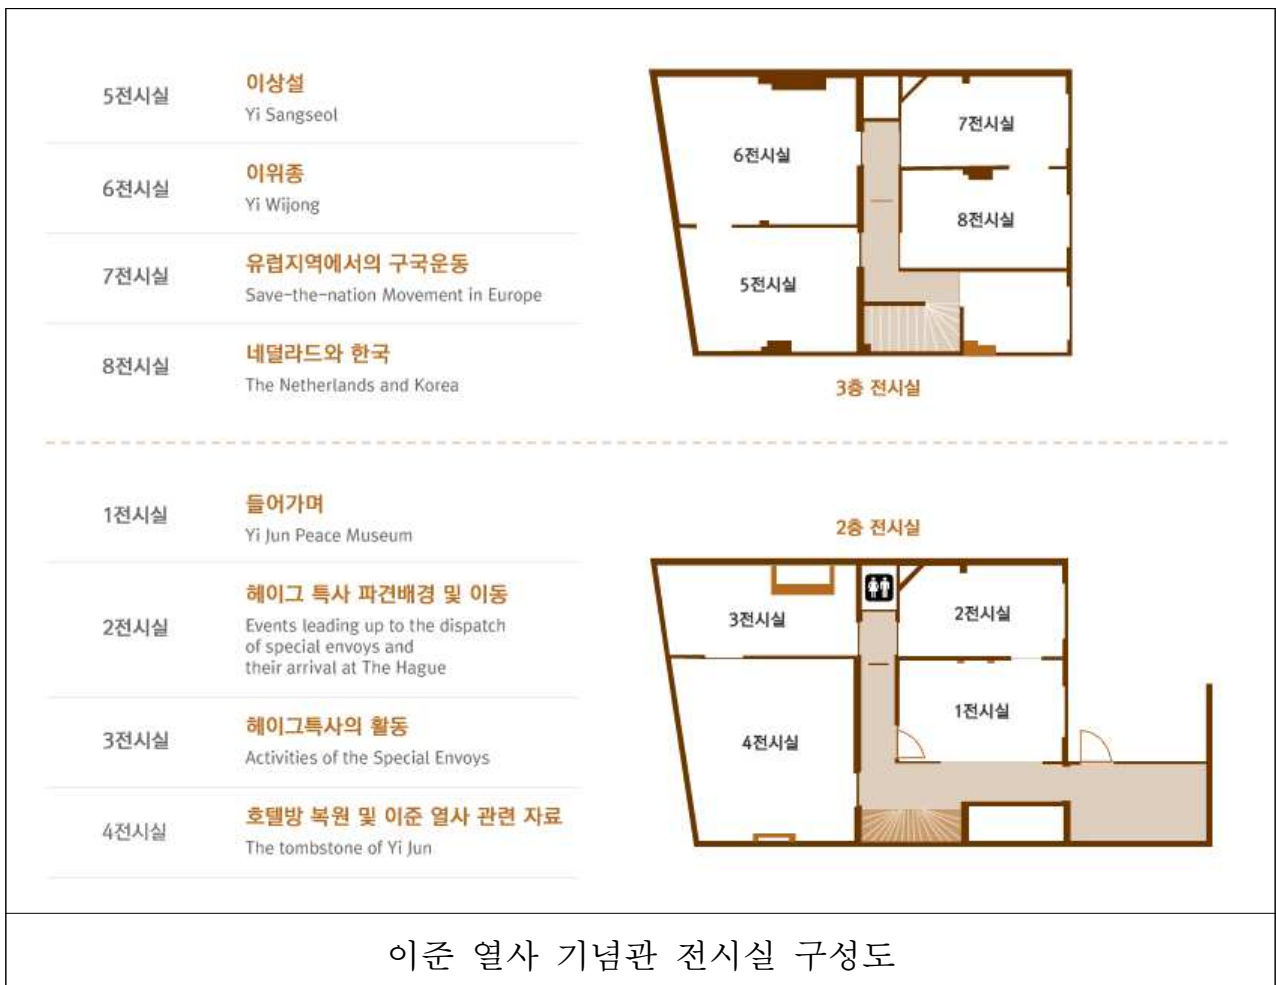 5전시실
이상설
Yi Sangseol
6전시실
이위종
Yi Wijong
7전시실
유럽지역에서의 구국운동
Save-the-nation Movement in Europe
8전시실
네덜란드와 한국
The Netherlands and Korea
6전시실
7전시실
8전시실
5전시실
3층 전시실
1전시실
들어가며
Yi Jun Peace Museum
2전시실
헤이그 특사 파견배경 및 이동
Events leading up to the dispatch
of special envoys and
their arrival at The Hague
3전시실
헤이그특사의 활동
Activities of the Special Envoys
4전시실
호텔방 복원 및 이준 열사 관련 자료
The tombstone of Yi Jun
2층 전시실
3전시실
2전시실
1전시실
4전시실
이준 열사 기념관 전시실 구성도